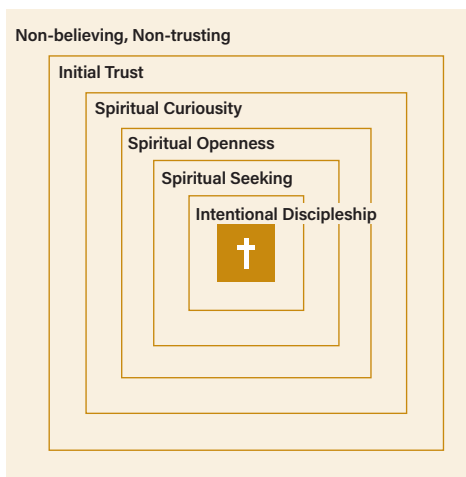 Non-believing, Non-trusting
Initial Trust
Spiritual Curiousity
Spiritual Openness
Spiritual Seeking
Intentional Discipleship